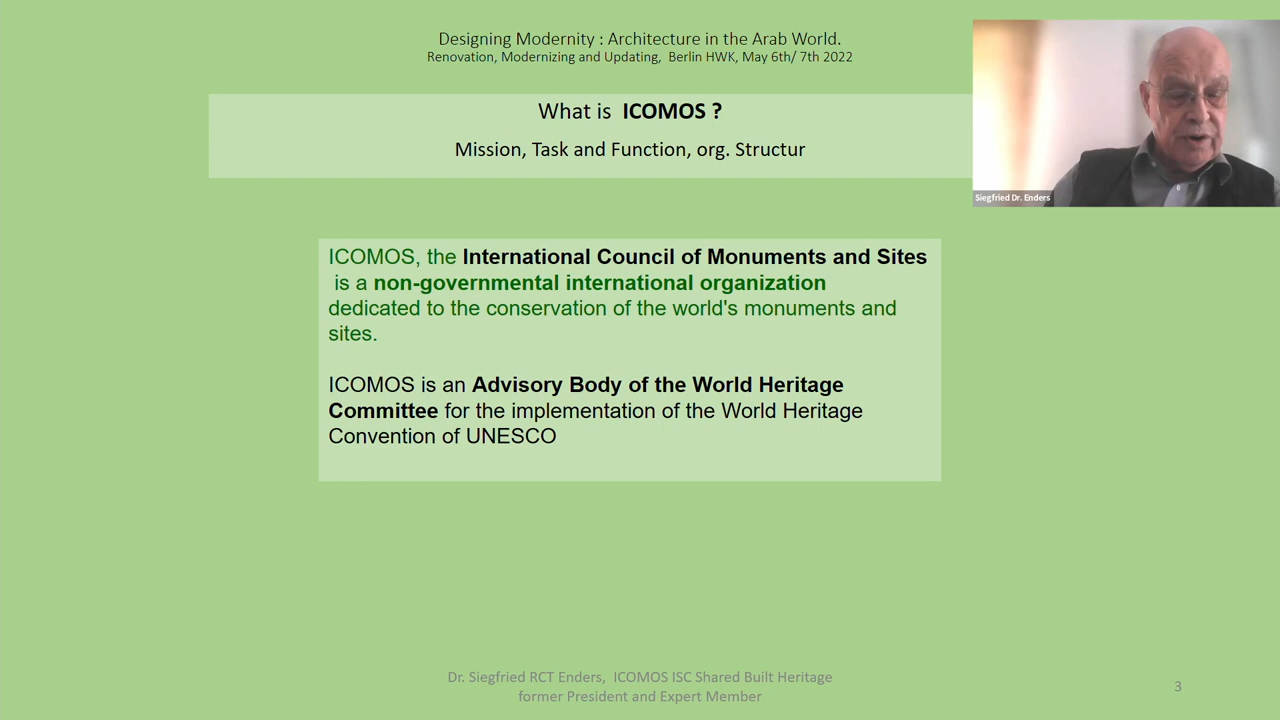 Designing Modernity : Architecture in the Arab World.
Renovation, Modernizing and Updating, Berlin HWK, May 6th/ 7th 2022
What is ICOMOS ?
Mission, Task and Function, org. Structur
Siegfried Dr. Enders
ICOMOS, the International Council of Monuments and Sites
is a non-governmental international organization
dedicated to the conservation of the world's monuments and
sites.
ICOMOS is an Advisory Body of the World Heritage
Committee for the implementation of the World Heritage
Convention of UNESCO
Dr. Siegfried RCT Enders, ICOMOS ISC Shared Built Heritage
former President and Expert Member
3